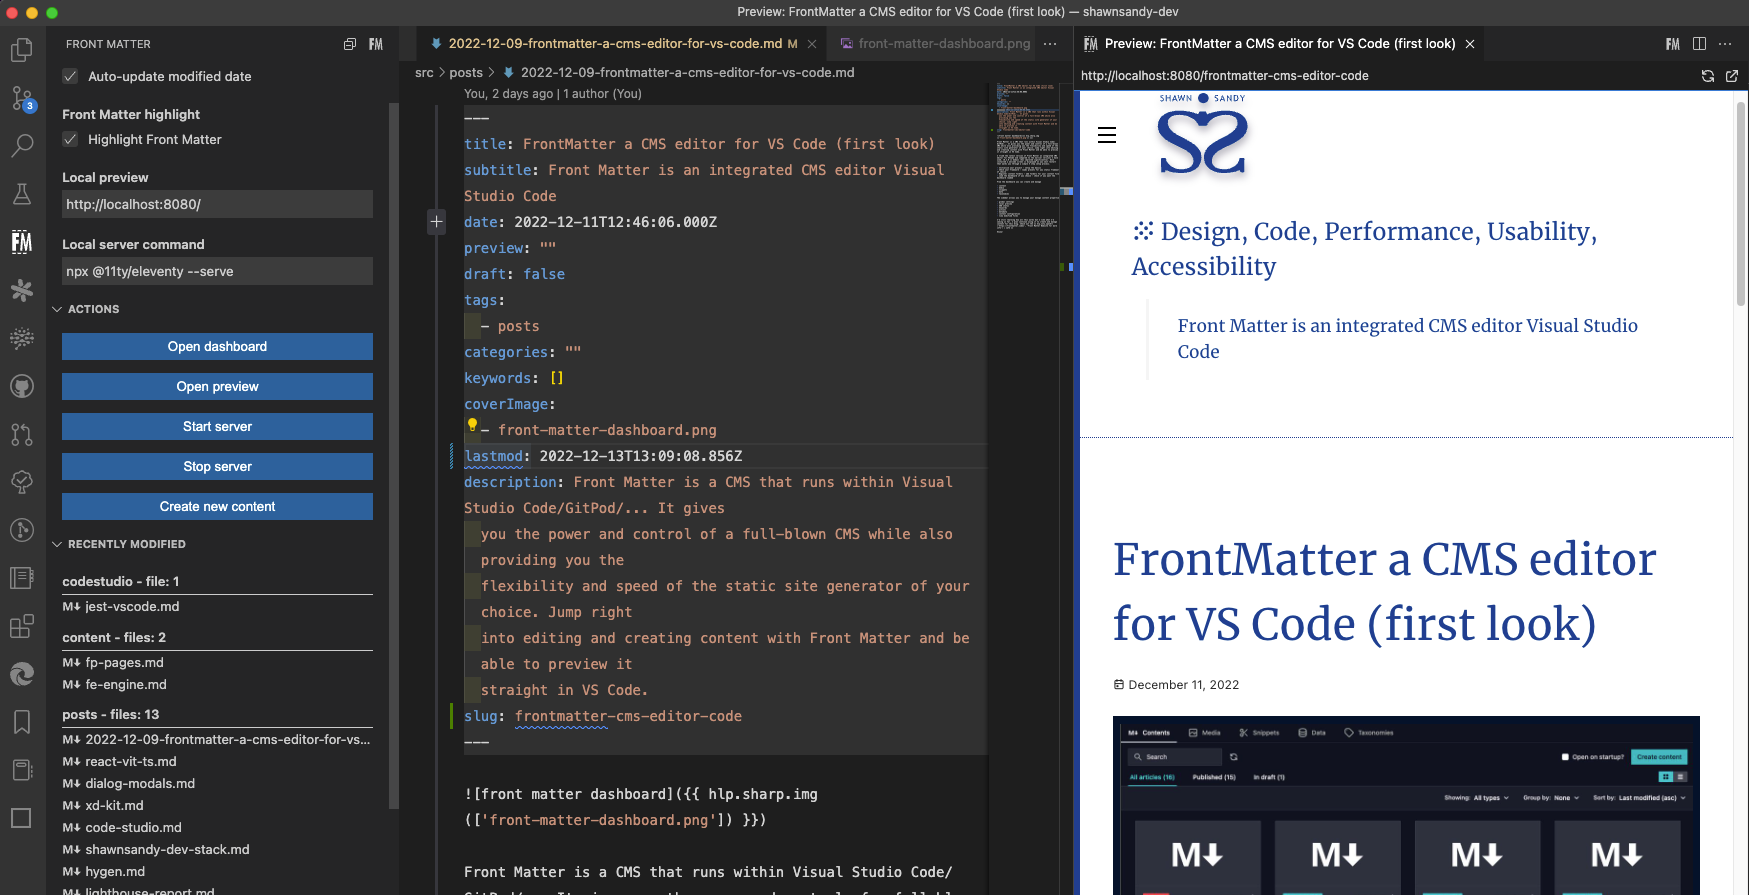 Preview: FrontMatter a CMS editor for VS Code (first look) — shawnsandy-dev
FRONT MATTER
FM
Auto-update modified date
Front Matter highlight
Highlight Front Matter
Local preview
http://localhost:8080/
Local server command
npx @11ty/eleventy --serve
ACTIONS
Open dashboard
Open preview
Start server
Stop server
Create new content
RECENTLY MODIFIED
codestudio - file: 1
M↓ jest-vscode.md
content - files: 2
M↓ fp-pages.md
M↓ fe-engine.md
posts - files: 13
M↓ 2022-12-09-frontmatter-a-cms-editor-for-vs...
M↓ react-vit-ts.md
M↓ dialog-modals.md
M↓ xd-kit.md
M↓ code-studio.md
M↓ shawnsandy-dev-stack.md
M↓ hygen.md
M↓ lighthouse-report.md
3
FM
2022-12-09-frontmatter-a-cms-editor-for-vs-code.md M
front-matter-dashboard.png
src > posts > 2022-12-09-frontmatter-a-cms-editor-for-vs-code.md
You, 2 days ago | 1 author (You)
---
title: FrontMatter a CMS editor for VS Code (first look)
subtitle: Front Matter is an integrated CMS editor Visual
Studio Code
date: 2022-12-11T12:46:06.000Z
preview: ""
draft: false
tags:
- posts
categories: ""
keywords: []
coverImage:
- front-matter-dashboard.png
lastmod: 2022-12-13T13:09:08.856Z
description: Front Matter is a CMS that runs within Visual
Studio Code/GitPod/... It gives
you the power and control of a full-blown CMS while also
providing you the
flexibility and speed of the static site generator of your
choice. Jump right
into editing and creating content with Front Matter and be
able to preview it
straight in VS Code.
slug: frontmatter-cms-editor-code
---
![front matter dashboard]({{ hlp.sharp.img
(['front-matter-dashboard.png']) }})
Front Matter is a CMS that runs within Visual Studio Code/
FM Preview: FrontMatter a CMS editor for VS Code (first look)
FM
http://localhost:8080/frontmatter-cms-editor-code
SHAWN SANDY
Design, Code, Performance, Usability,
Accessibility
Front Matter is an integrated CMS editor Visual Studio
Code
FrontMatter a CMS editor
for VS Code (first look)
December 11, 2022
M↓ Contents Media Snippets Data Taxonomies
Search
Open on startup? Create content
All articles (16) Published (15) In draft (1)
Showing: All types Group by: None Sort by: Last modified (asc)
M↓ M↓ M↓ M↓